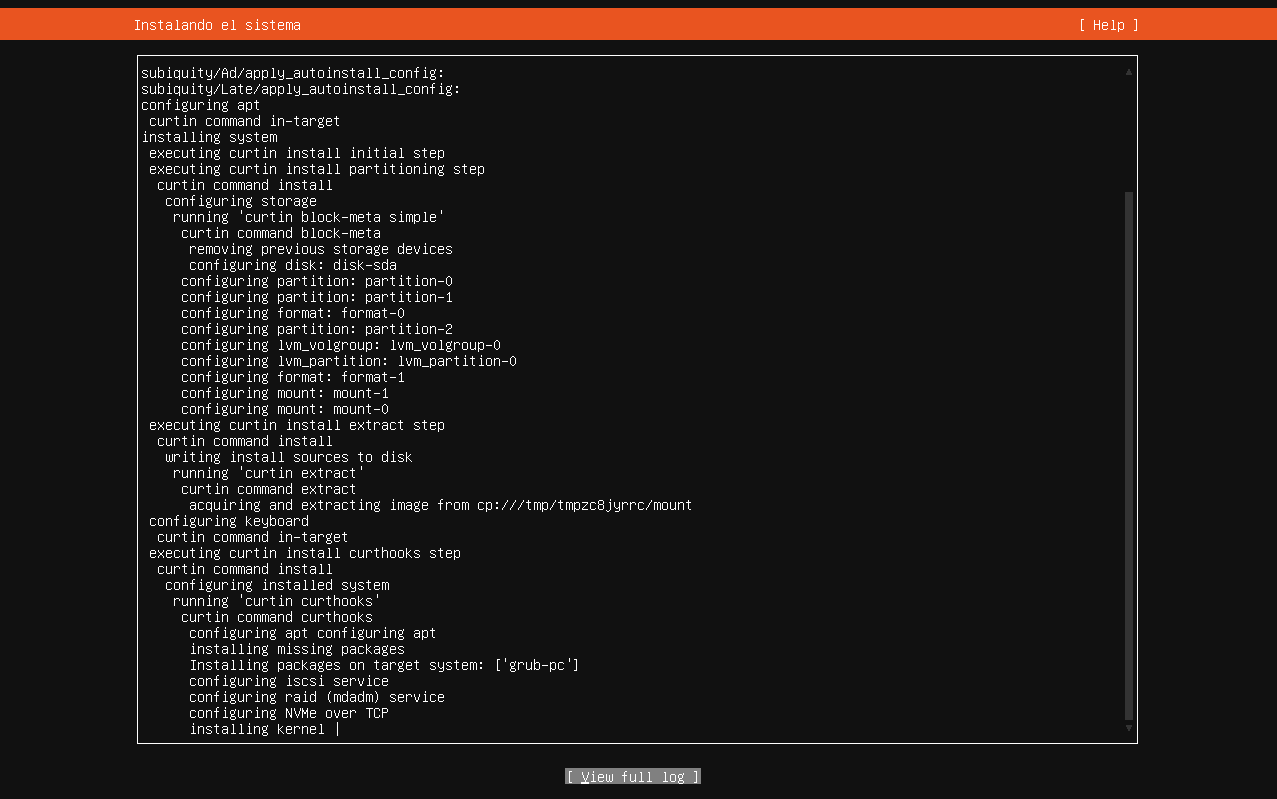 Instalando el sistema
[ Help ]
subiquity/Ad/apply_autoinstall_config:
subiquity/Late/apply_autoinstall_config:
configuring apt
curtin command in-target
installing system
executing curtin install initial step
executing curtin install partitioning step
curtin command install
configuring storage
running 'curtin block-meta simple'
curtin command block-meta
removing previous storage devices
configuring disk: disk-sda
configuring partition: partition-0
configuring partition: partition-1
configuring format: format-0
configuring partition: partition-2
configuring lvm_volgroup: lvm_volgroup-0
configuring lvm_partition: lvm_partition-0
configuring format: format-1
configuring mount: mount-1
configuring mount: mount-0
executing curtin install extract step
curtin command install
writing install sources to disk
running 'curtin extract'
curtin command extract
acquiring and extracting image from cp:///tmp/tmpzc8jyrrc/mount
configuring keyboard
curtin command in-target
executing curtin install curthooks step
curtin command install
configuring installed system
running 'curtin curthooks'
curtin command curthooks
configuring apt configuring apt
installing missing packages
Installing packages on target system: ['grub-pc']
configuring iscsi service
configuring raid (mdadm) service
configuring NVMe over TCP
installing kernel |
[ View full log ]